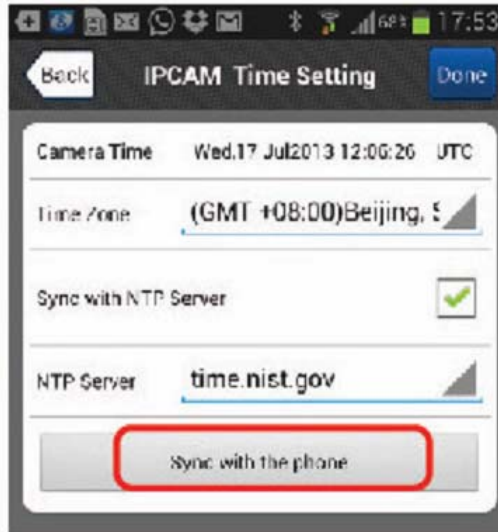 68% 17:53
Back IPCAM Time Setting Done
Camera Time Wed,17 Jul2013 12:06:26 UTC
Time Zone (GMT +08:00)Beijing, S
Sync with NTP Server
NTP Server time.nist.gov
Sync with the phone